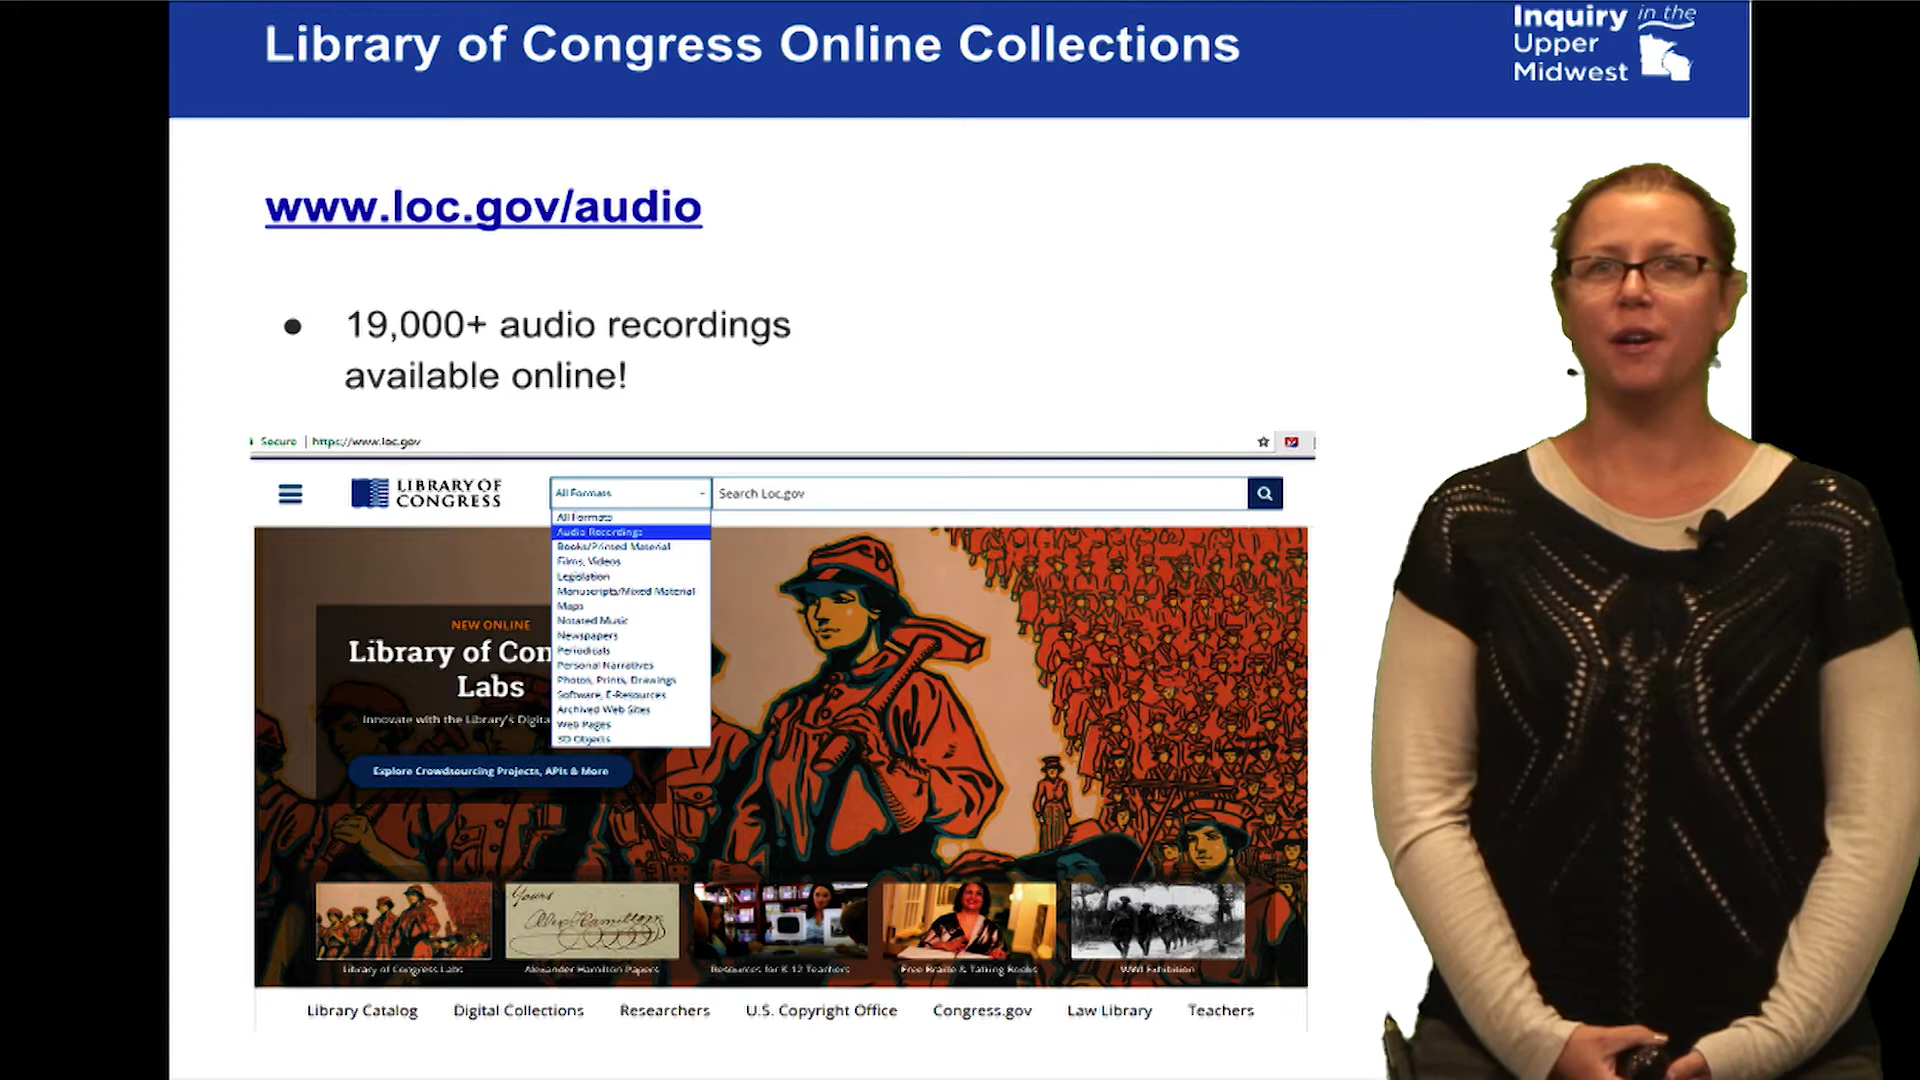 Library of Congress Online Collections
Inquiry in the
Upper
Midwest
www.loc.gov/audio
● 19,000+ audio recordings
available online!
Secure | https://www.loc.gov
LIBRARY OF
CONGRESS
All Formats
Search Loc.gov
All Formats
Audio Recordings
Books/Printed Material
Films, Videos
Legislation
Manuscripts/Mixed Material
Maps
Notated Music
Newspapers
Periodicals
Personal Narratives
Photos, Prints, Drawings
Software, E-Resources
Archived Web Sites
Web Pages
3D Objects
NEW ONLINE
Library of Con
Labs
Innovate with the Library's Digita
Explore Crowdsourcing Projects, APIs & More
Yours
Library of Congress Labs
Alexander Hamilton Papers
Resources for K-12 Teachers
Free Braille & Talking Books
WWI Exhibition
Library Catalog
Digital Collections
Researchers
U.S. Copyright Office
Congress.gov
Law Library
Teachers